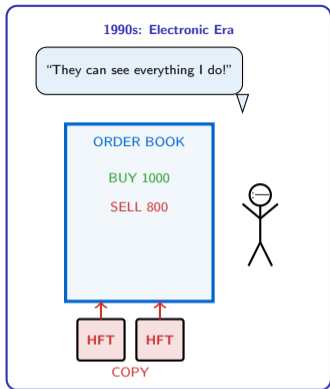 1990s: Electronic Era
“They can see everything I do!”
ORDER BOOK
BUY 1000
SELL 800
HFT HFT
COPY